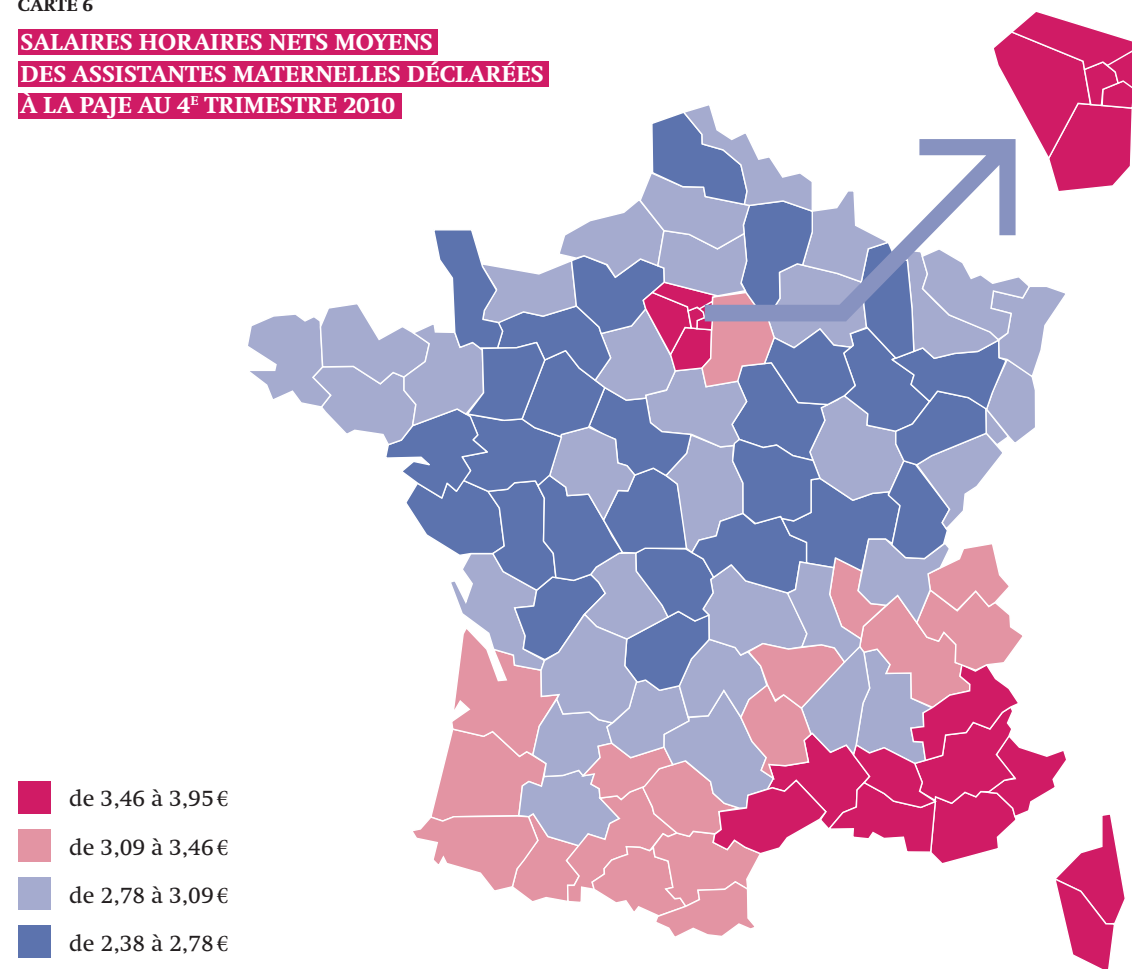 CARTE 6
SALAIRES HORAIRES NETS MOYENS
DES ASSISTANTES MATERNELLES DÉCLARÉES
À LA PAJE AU 4E TRIMESTRE 2010
de 3,46 à 3,95 €
de 3,09 à 3,46 €
de 2,78 à 3,09 €
de 2,38 à 2,78 €